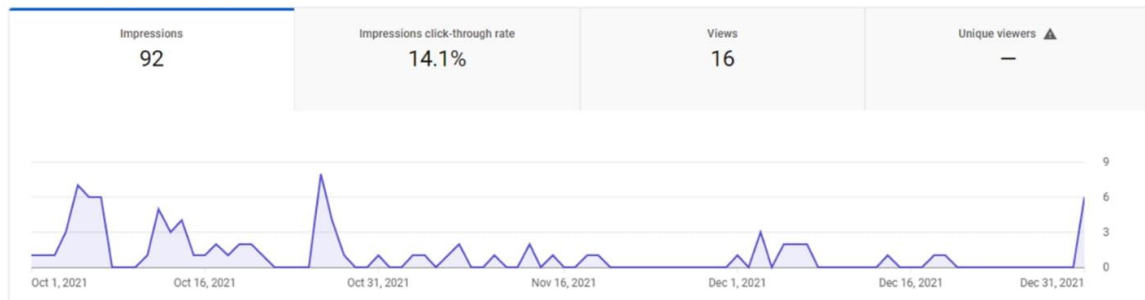 Impressions
92
Impressions click-through rate
14.1%
Views
16
Unique viewers
—
9
6
3
0
Oct 1, 2021
Oct 16, 2021
Oct 31, 2021
Nov 16, 2021
Dec 1, 2021
Dec 16, 2021
Dec 31, 2021